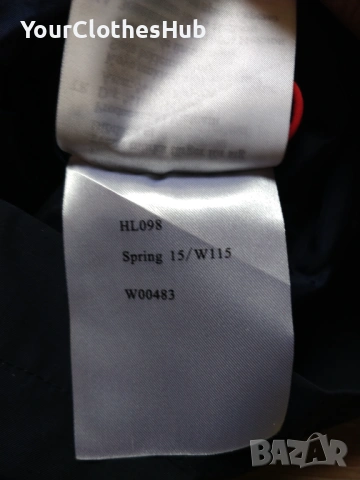 YourClothesHub
HL098
Spring 15/W115
W00483
BAZAR